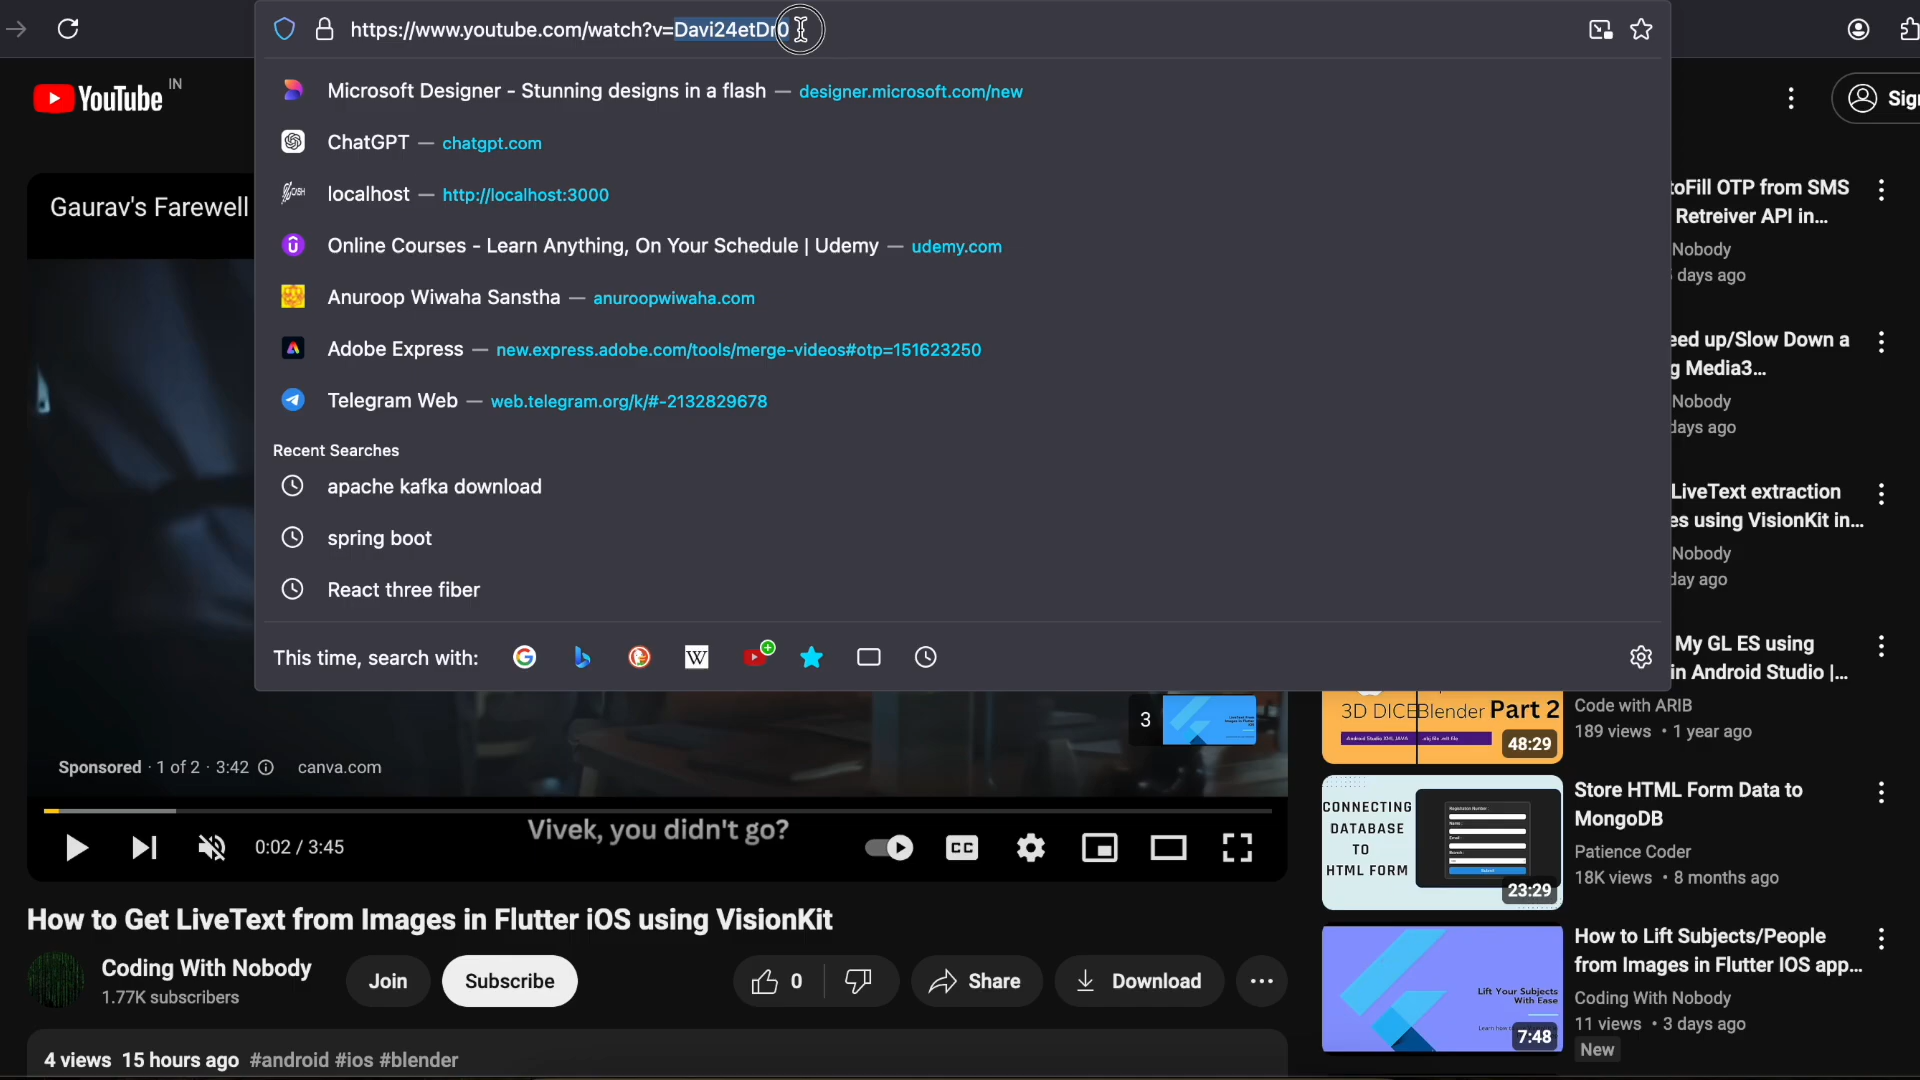 https://www.youtube.com/watch?v=Davi24etDr0
YouTube IN
Sign
Microsoft Designer - Stunning designs in a flash — designer.microsoft.com/new
ChatGPT — chatgpt.com
localhost — http://localhost:3000
Online Courses - Learn Anything, On Your Schedule | Udemy — udemy.com
Anuroop Wiwaha Sanstha — anuroopwiwaha.com
Adobe Express — new.express.adobe.com/tools/merge-videos#otp=151623250
Telegram Web — web.telegram.org/k/#-2132829678
Recent Searches
apache kafka download
spring boot
React three fiber
This time, search with:
Gaurav's Farewell
3
Sponsored · 1 of 2 · 3:42 canva.com
Vivek, you didn't go?
0:02 / 3:45
CC
How to Get LiveText from Images in Flutter iOS using VisionKit
Coding With Nobody
1.77K subscribers
Join
Subscribe
0
Share
Download
4 views 15 hours ago #android #ios #blender
toFill OTP from SMS
Retreiver API in...
Nobody
days ago
eed up/Slow Down a
g Media3...
Nobody
days ago
LiveText extraction
es using VisionKit in...
Nobody
day ago
My GL ES using
in Android Studio |...
Code with ARIB
189 views • 1 year ago
3D DICE Blender Part 2
48:29
Store HTML Form Data to
MongoDB
Patience Coder
18K views • 8 months ago
CONNECTING
DATABASE
TO
HTML FORM
23:29
How to Lift Subjects/People
from Images in Flutter IOS app...
Coding With Nobody
11 views • 3 days ago
New
Lift Your Subjects
With Ease
7:48